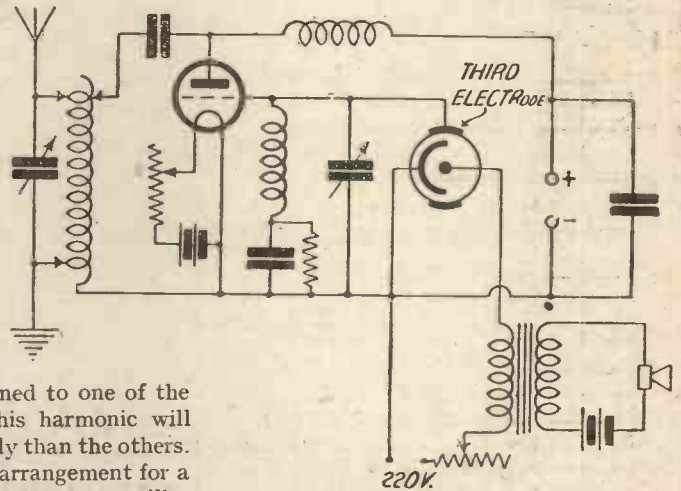 THIRD
ELECTRODE
+
-
220V.
ned to one of the
his harmonic will
ly than the others.
arrangement for a